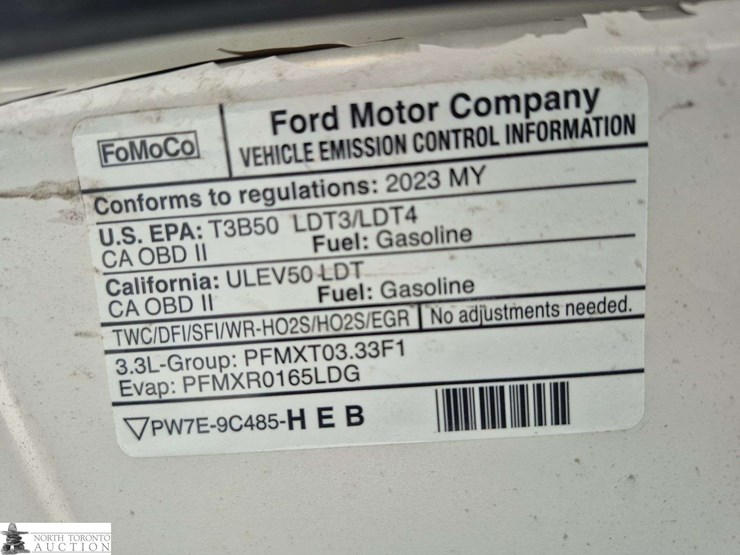 FoMoCo
Ford Motor Company
VEHICLE EMISSION CONTROL INFORMATION
Conforms to regulations: 2023 MY
U.S. EPA: T3B50 LDT3/LDT4
CA OBD II Fuel: Gasoline
California: ULEV50 LDT
CA OBD II Fuel: Gasoline
TWC/DFI/SFI/WR-HO2S/HO2S/EGR No adjustments needed.
3.3L-Group: PFMXT03.33F1
Evap: PFMXR0165LDG
PW7E-9C485-H E B
NORTH TORONTO
AUCTION